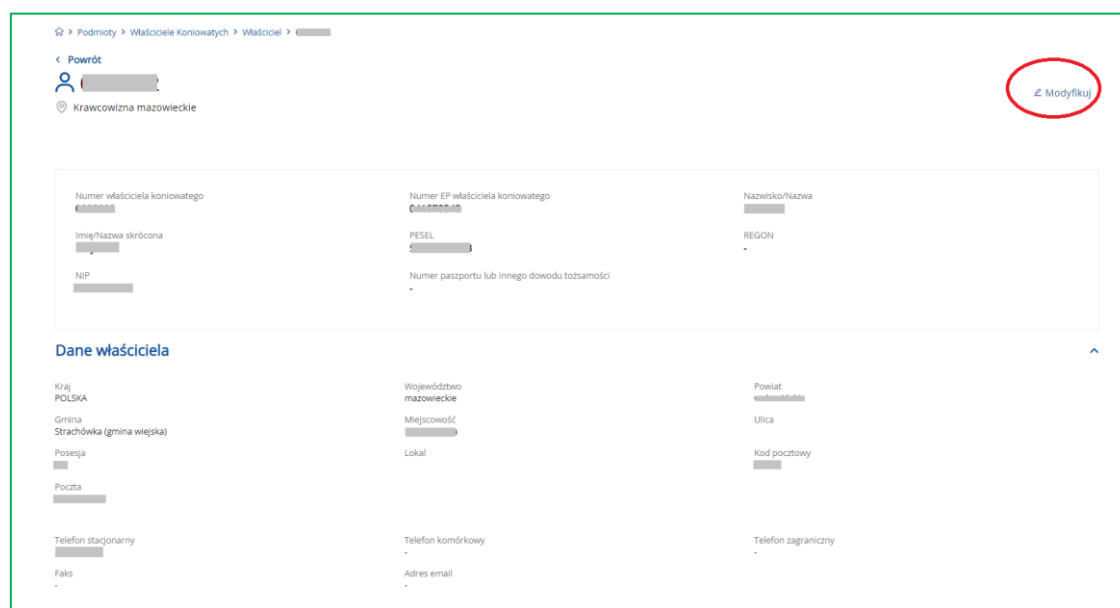 Podmioty > Właściciele Koniowatych > Właściciel >
< Powrót
Krawcowizna mazowieckie
Modyfikuj
Numer właściciela koniowatego Numer EP właściciela koniowatego Nazwisko/Nazwa
Imię/Nazwa skrócona PESEL REGON
-
NIP Numer paszportu lub innego dowodu tożsamości
-
Dane właściciela
Kraj Województwo Powiat
POLSKA mazowieckie
Gmina Miejscowość Ulica
Strachówka (gmina wiejska)
Posesja Lokal Kod pocztowy
Poczta
Telefon stacjonarny Telefon komórkowy Telefon zagraniczny
- -
Faks Adres email
- -